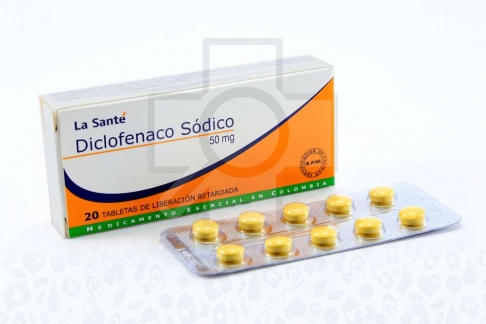 La Santé
Diclofenaco Sódico
50 mg
B.P.M.
20 TABLETAS DE LIBERACIÓN RETARDADA
MEDICAMENTO ESENCIAL EN COLOMBIA